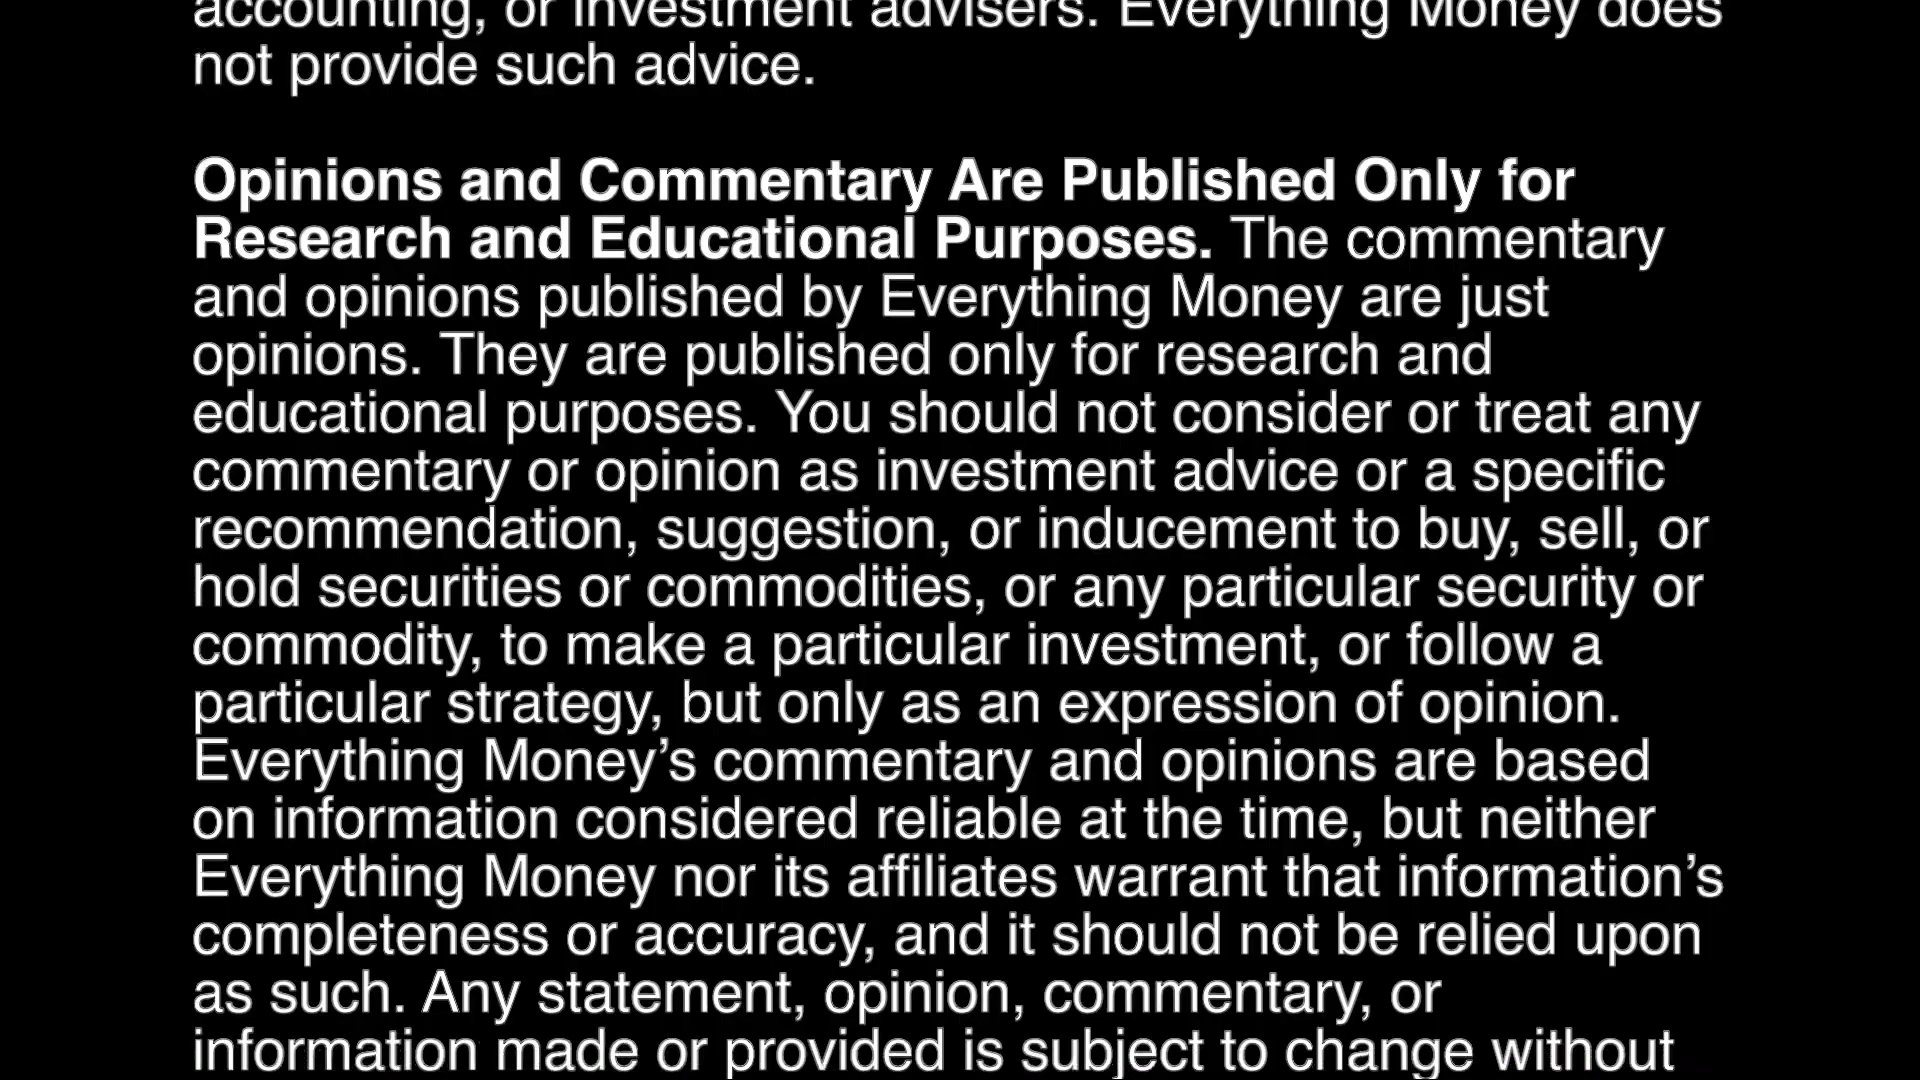 accounting, or investment advisers. Everything Money does
not provide such advice.
Opinions and Commentary Are Published Only for
Research and Educational Purposes. The commentary
and opinions published by Everything Money are just
opinions. They are published only for research and
educational purposes. You should not consider or treat any
commentary or opinion as investment advice or a specific
recommendation, suggestion, or inducement to buy, sell, or
hold securities or commodities, or any particular security or
commodity, to make a particular investment, or follow a
particular strategy, but only as an expression of opinion.
Everything Money’s commentary and opinions are based
on information considered reliable at the time, but neither
Everything Money nor its affiliates warrant that information’s
completeness or accuracy, and it should not be relied upon
as such. Any statement, opinion, commentary, or
information made or provided is subject to change without